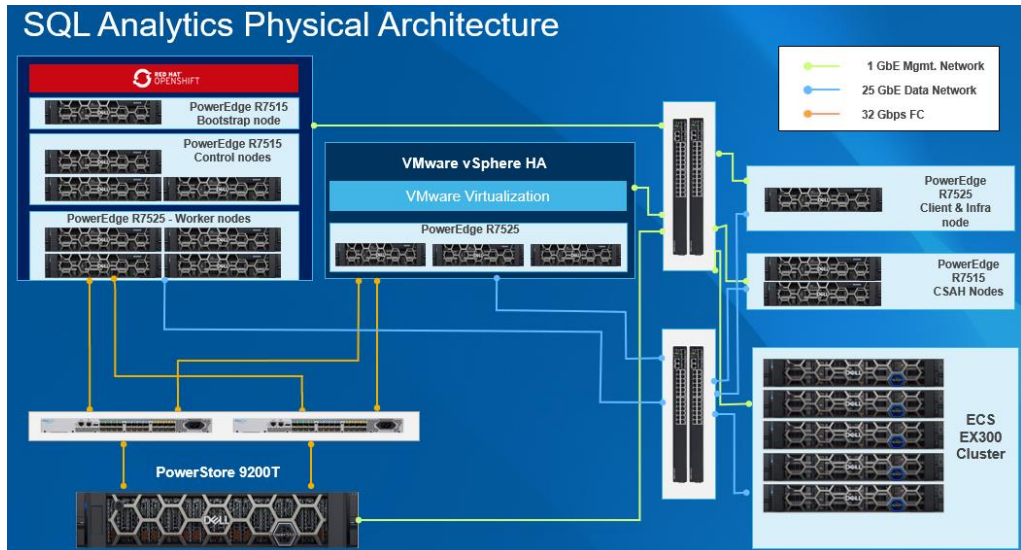 SQL Analytics Physical Architecture
RED HAT
OPENSHIFT
PowerEdge R7515
Bootstrap node
PowerEdge R7515
Control nodes
PowerEdge R7525 - Worker nodes
VMware vSphere HA
VMware Virtualization
PowerEdge R7525
1 GbE Mgmt. Network
25 GbE Data Network
32 Gbps FC
PowerEdge
R7525
Client & Infra
node
PowerEdge
R7515
CSAH Nodes
ECS
EX300
Cluster
PowerStore 9200T
DELL